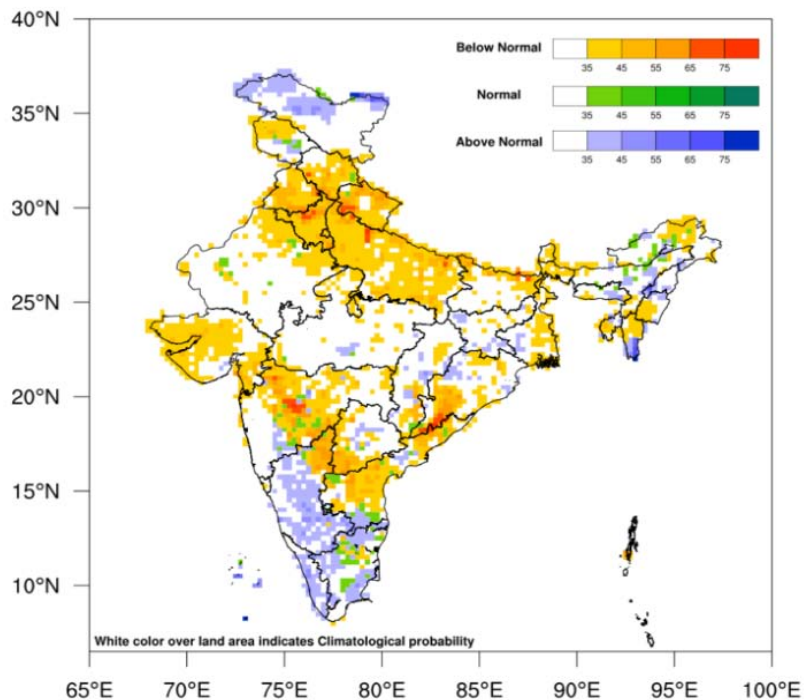 40°N
Below Normal
35 45 55 65 75
35°N
Normal
35 45 55 65 75
Above Normal
35 45 55 65 75
30°N
25°N
20°N
15°N
10°N
White color over land area indicates Climatological probability
65°E 70°E 75°E 80°E 85°E 90°E 95°E 100°E